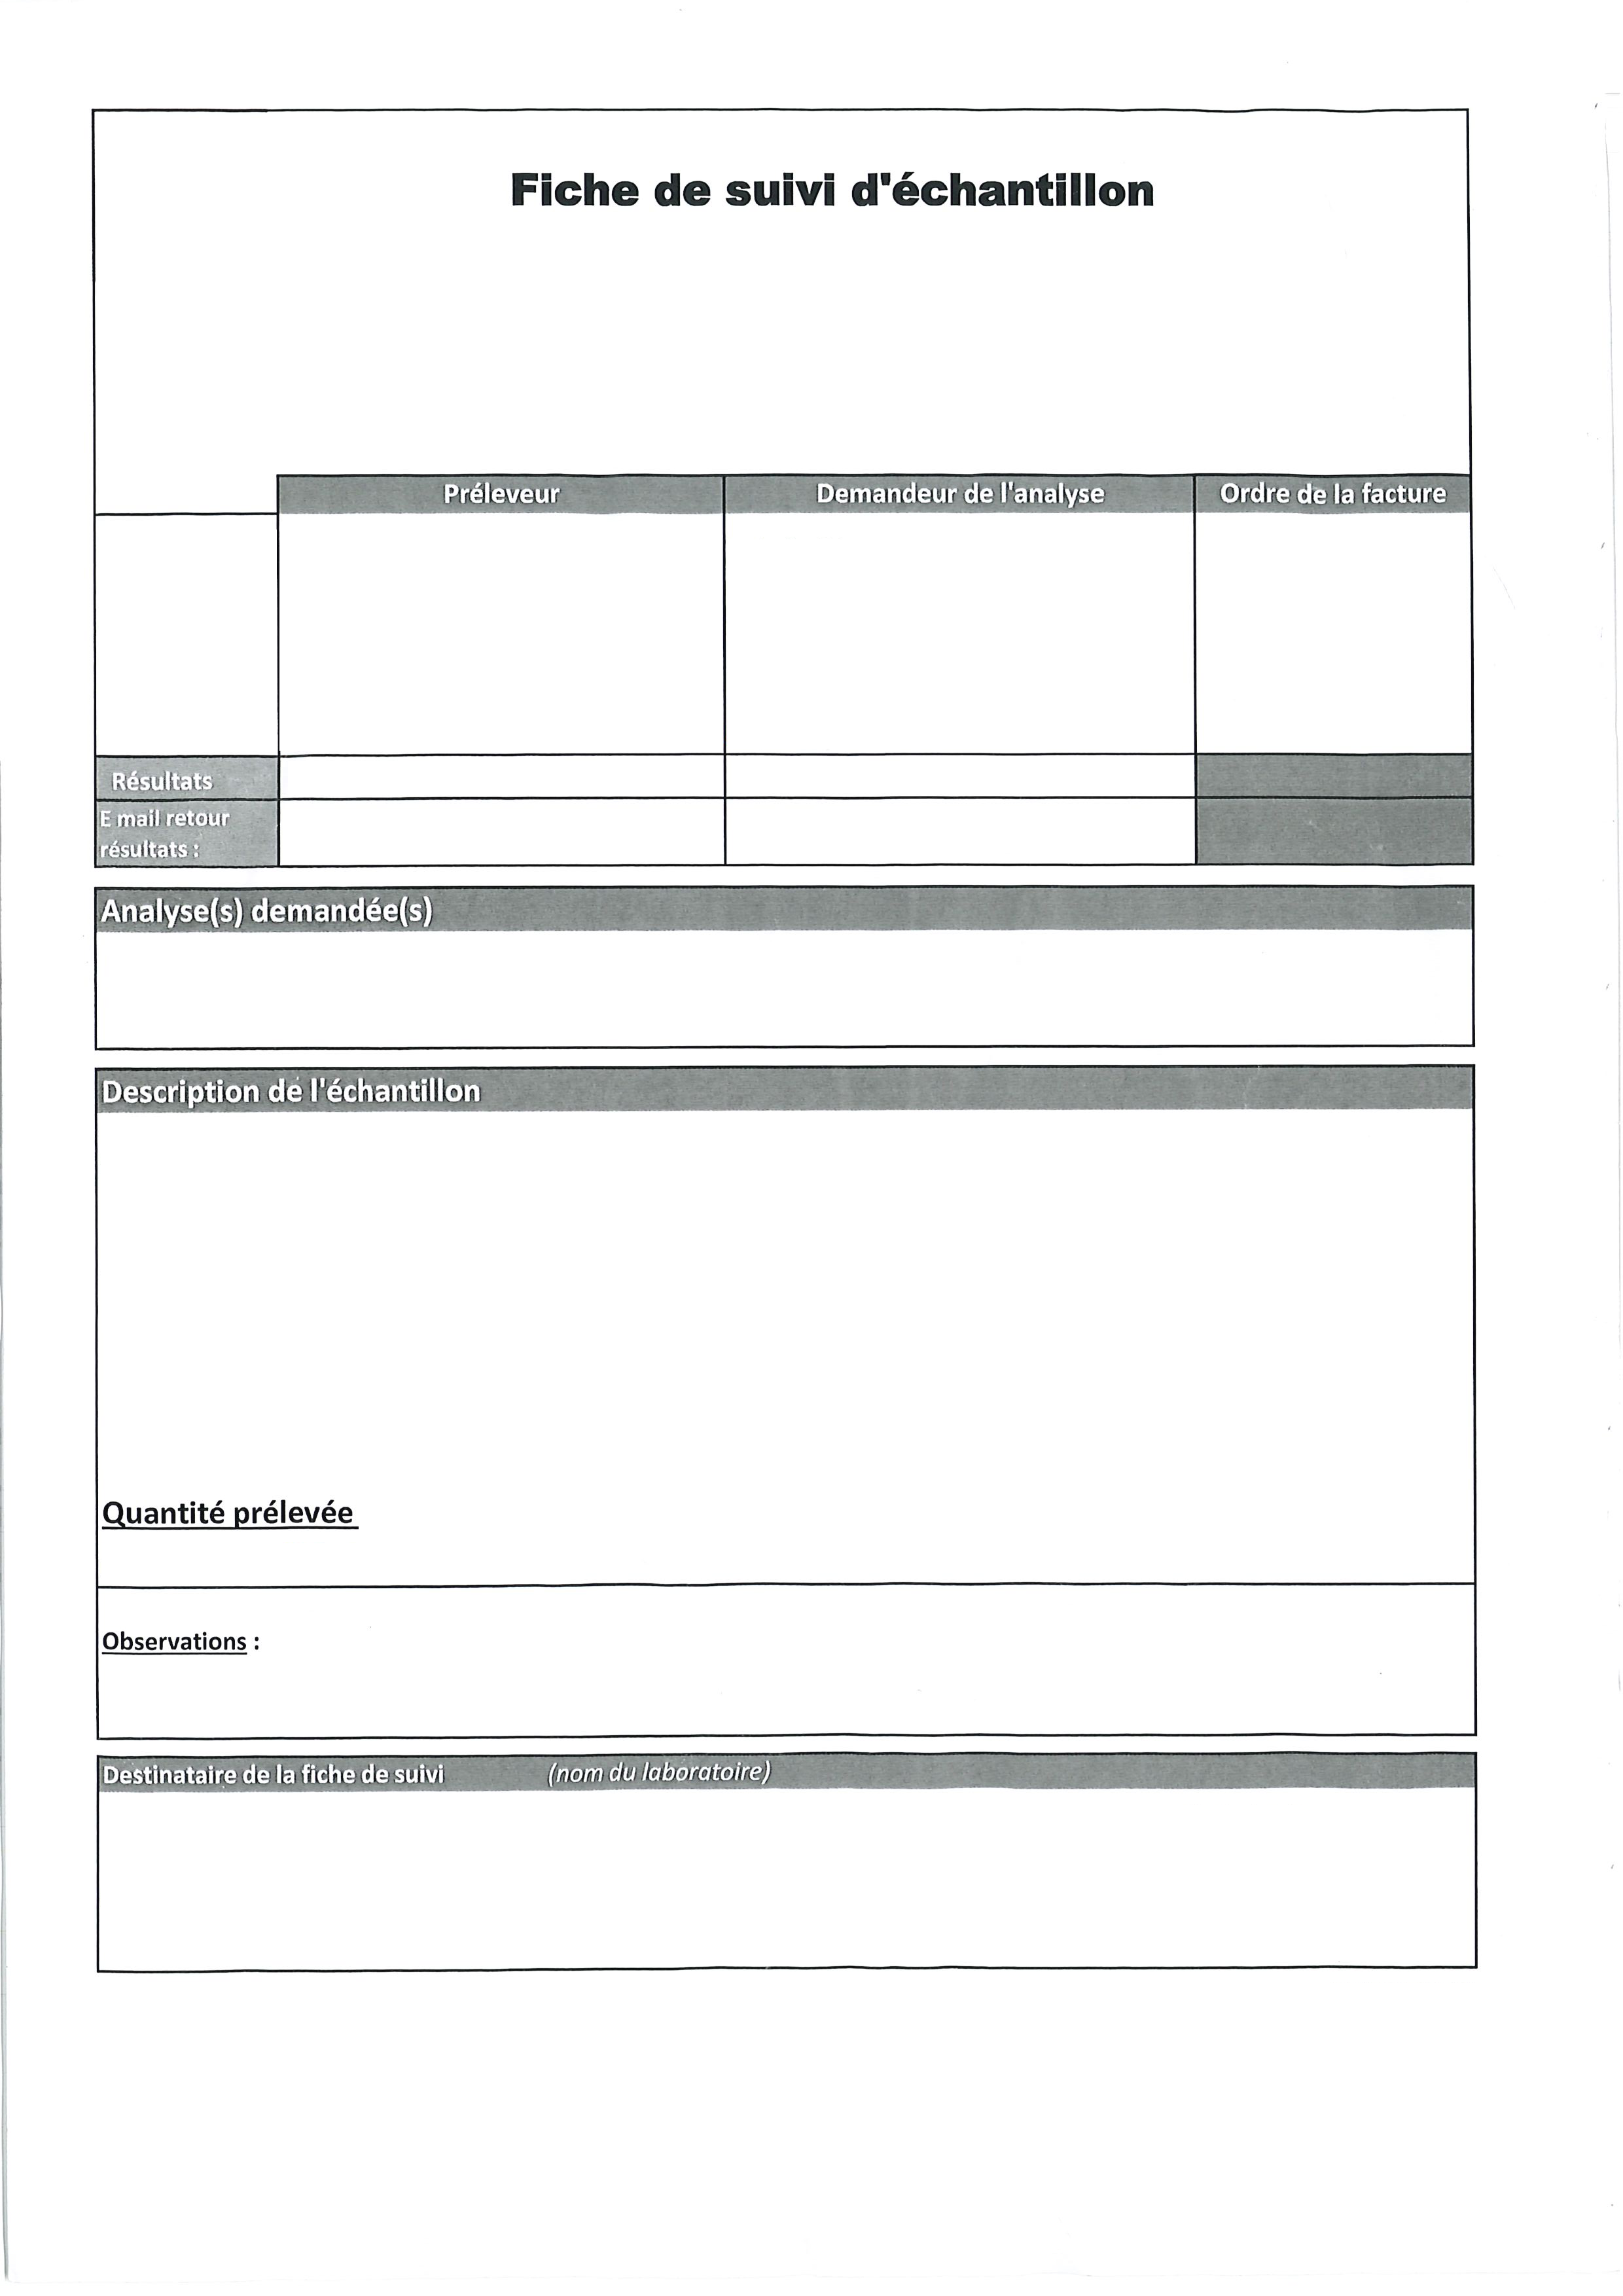 Fiche de suivi d'échantillon
Préleveur Demandeur de l'analyse Ordre de la facture
Résultats
E mail retour
résultats :
Analyse(s) demandée(s)
Description de l'échantillon
Quantité prélevée
Observations :
Destinataire de la fiche de suivi (nom du laboratoire)